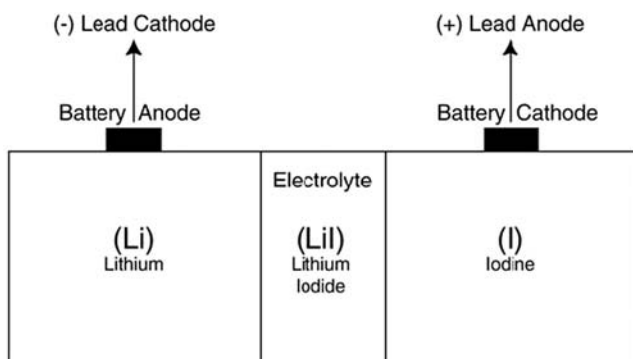 (-) Lead Cathode
(+) Lead Anode
Battery Anode
Battery Cathode
Electrolyte
(Li)
Lithium
(LiI)
Lithium
Iodide
(I)
Iodine